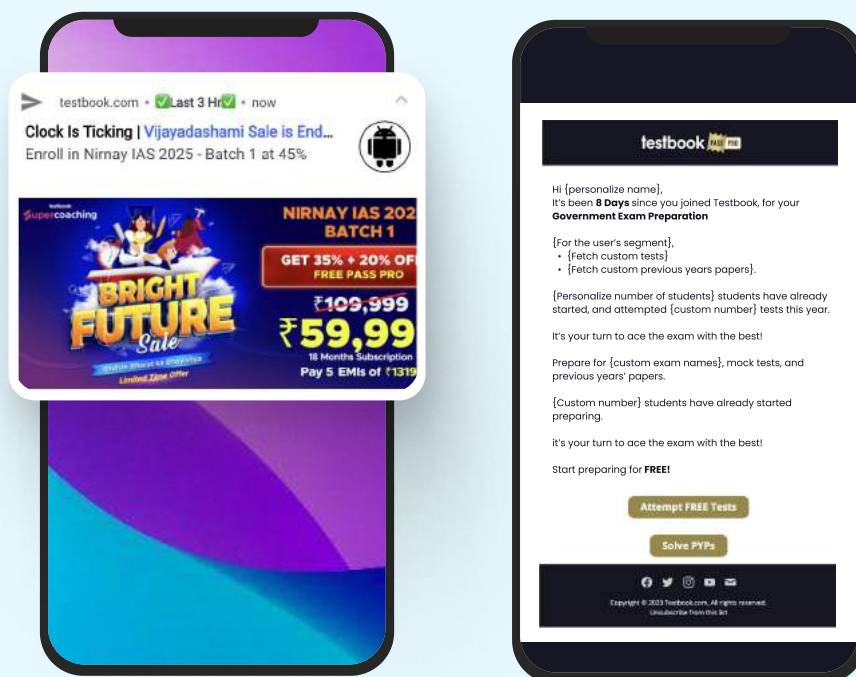 testbook.com • ✅Last 3 Hr✅ • now
Clock Is Ticking | Vijayadashami Sale is End...
Enroll in Nirnay IAS 2025 - Batch 1 at 45%
testbook
Supercoaching
BRIGHT
FUTURE
Sale
Limited Time Offer
NIRNAY IAS 202
BATCH 1
GET 35% + 20% OF
FREE PASS PRO
₹109,999
₹59,99
18 Months Subscription
Pay 5 EMIs of ₹1319
testbook PASS PRO
Hi {personalize name},
It's been 8 Days since you joined Testbook, for your
Government Exam Preparation
{For the user's segment},
• {Fetch custom tests}
• {Fetch custom previous years papers}.
{Personalize number of students} students have already
started, and attempted {custom number} tests this year.
It's your turn to ace the exam with the best!
Prepare for {custom exam names}, mock tests, and
previous years' papers.
{Custom number} students have already started
preparing.
it's your turn to ace the exam with the best!
Start preparing for FREE!
Attempt FREE Tests
Solve PYPs
Copyright © 2023 Testbook.com, All rights reserved.
Unsubscribe from this list